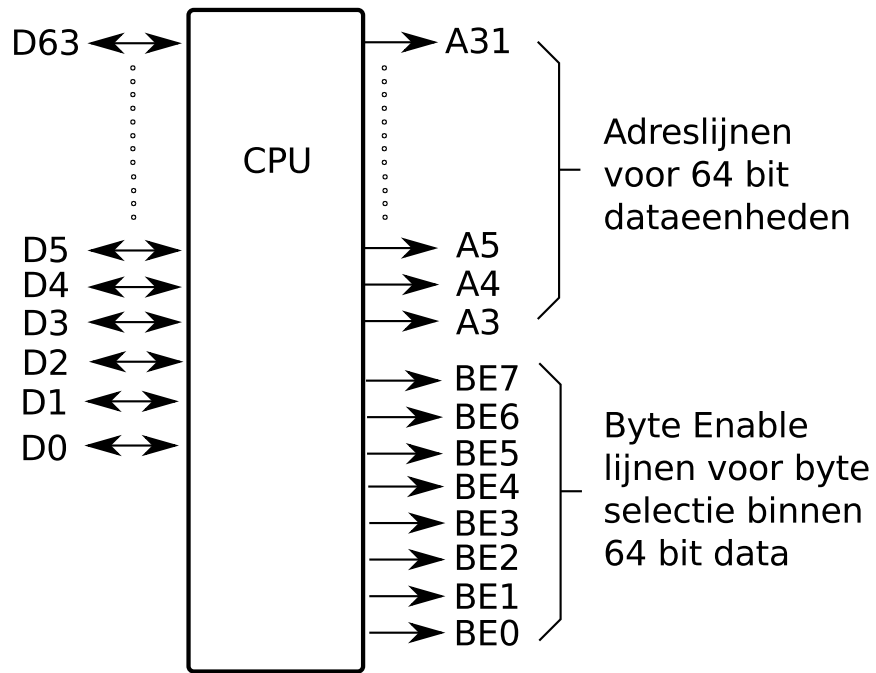 D63
A31
CPU
Adreslijnen
voor 64 bit
dataeenheden
D5
D4
D3
D2
D1
D0
A5
A4
A3
BE7
BE6
BE5
BE4
BE3
BE2
BE1
BE0
Byte Enable
lijnen voor byte
selectie binnen
64 bit data